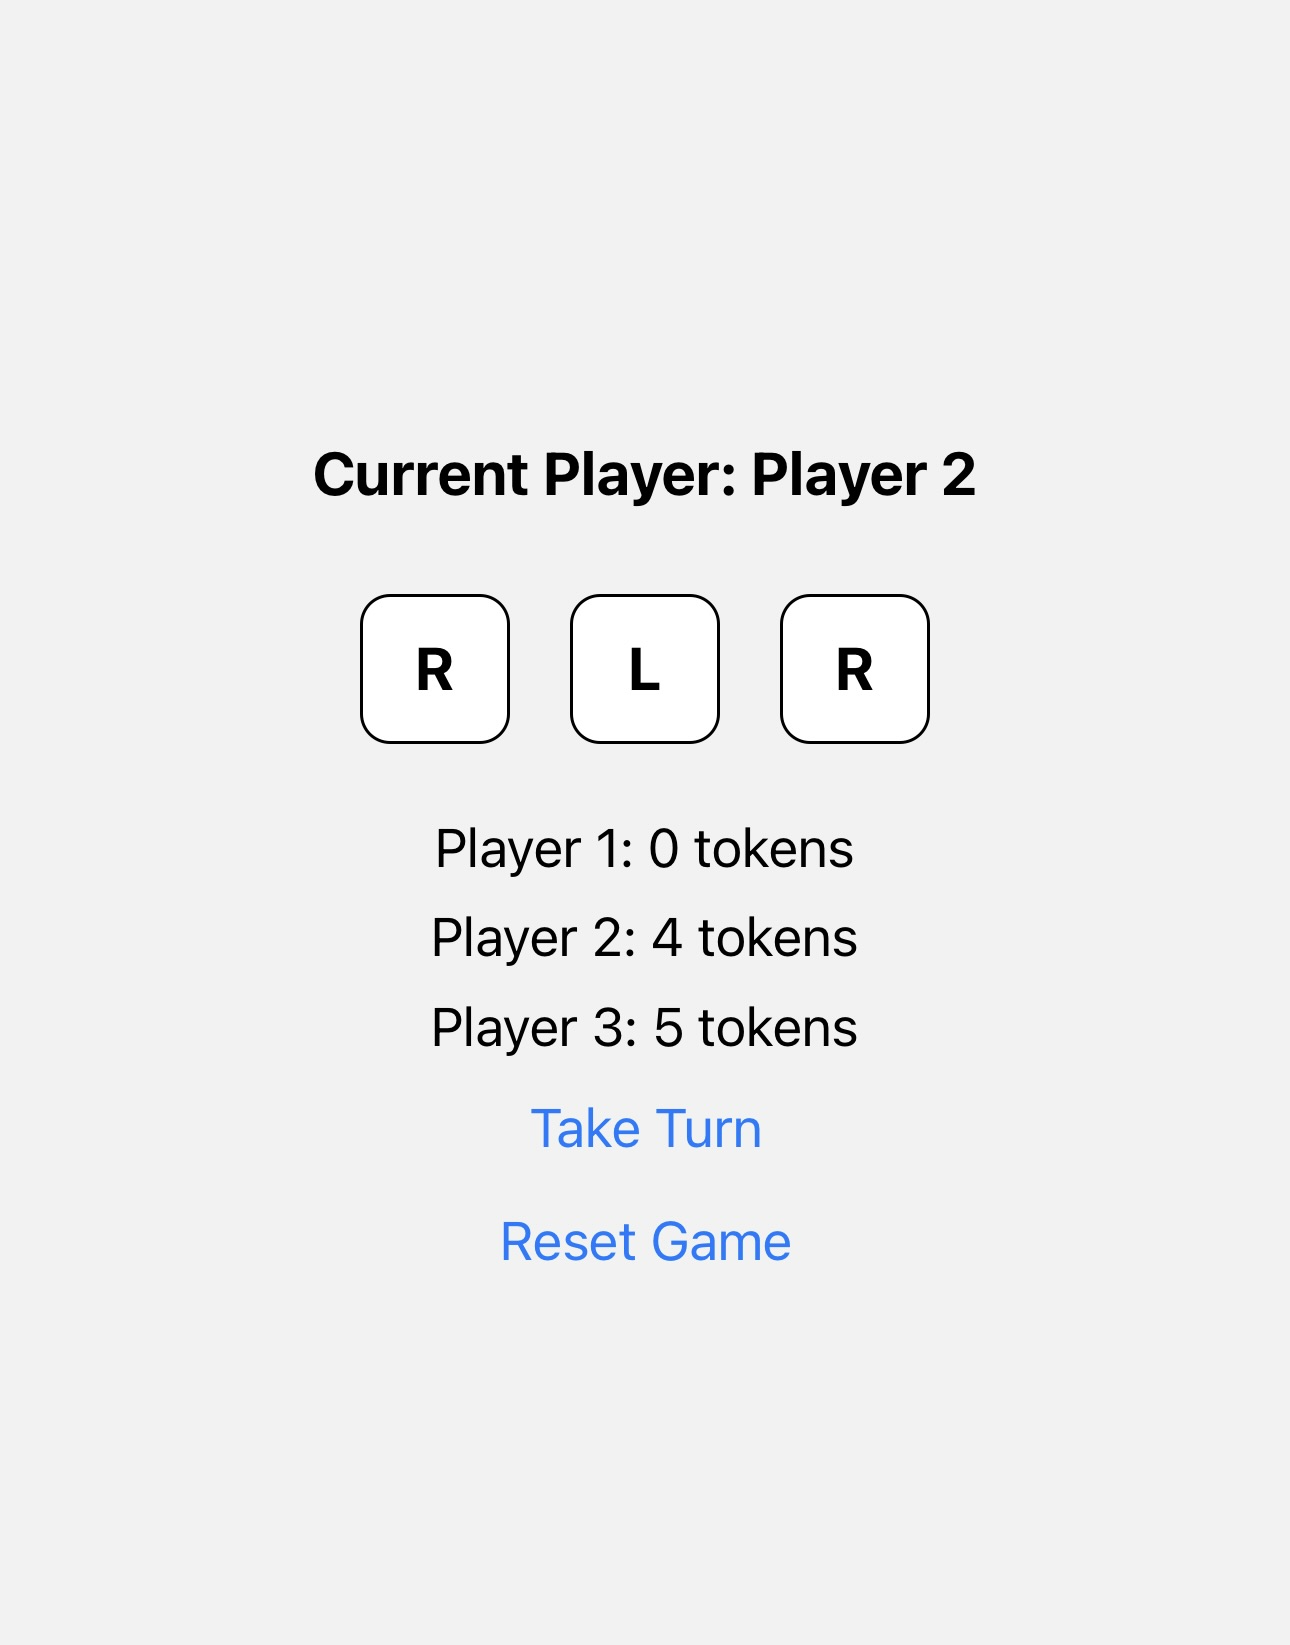 Current Player: Player 2
R L R
Player 1: 0 tokens
Player 2: 4 tokens
Player 3: 5 tokens
Take Turn
Reset Game